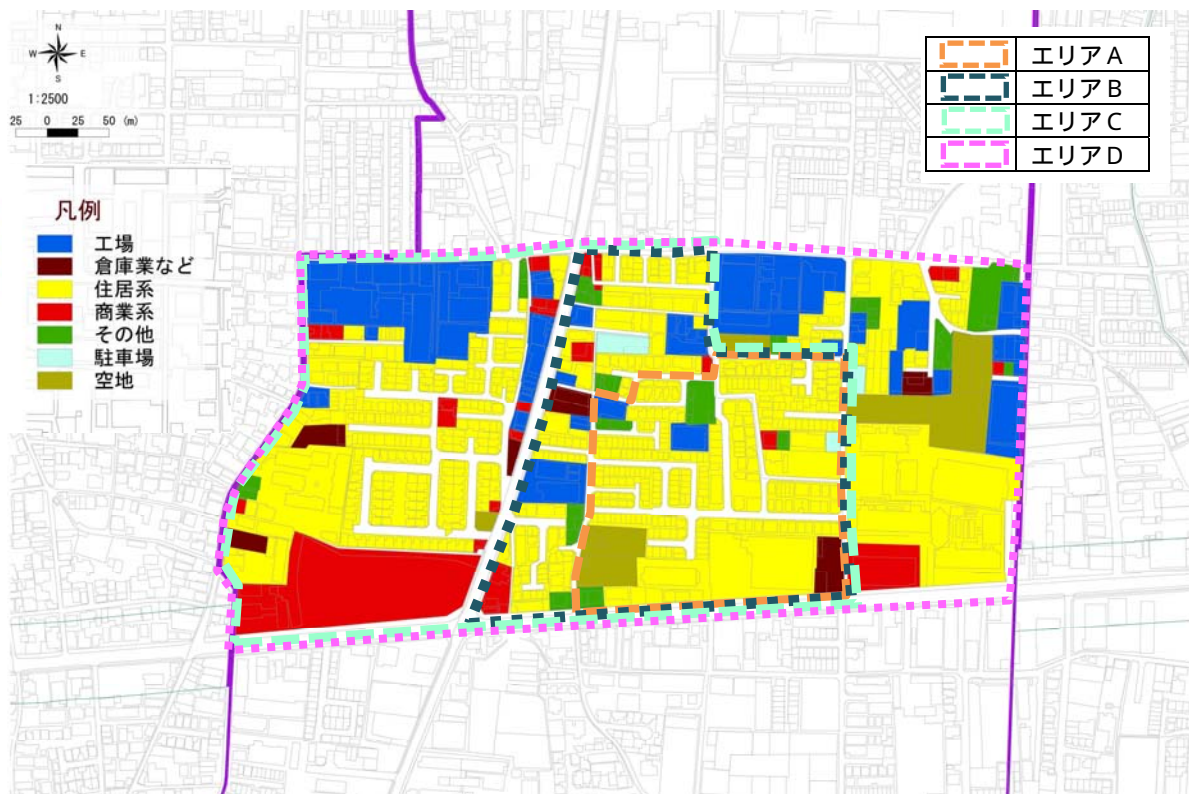 N
W E
S
1:2500
25 0 25 50 (m)
凡例
工場
倉庫業など
住居系
商業系
その他
駐車場
空地
エリアA
エリアB
エリアC
エリアD